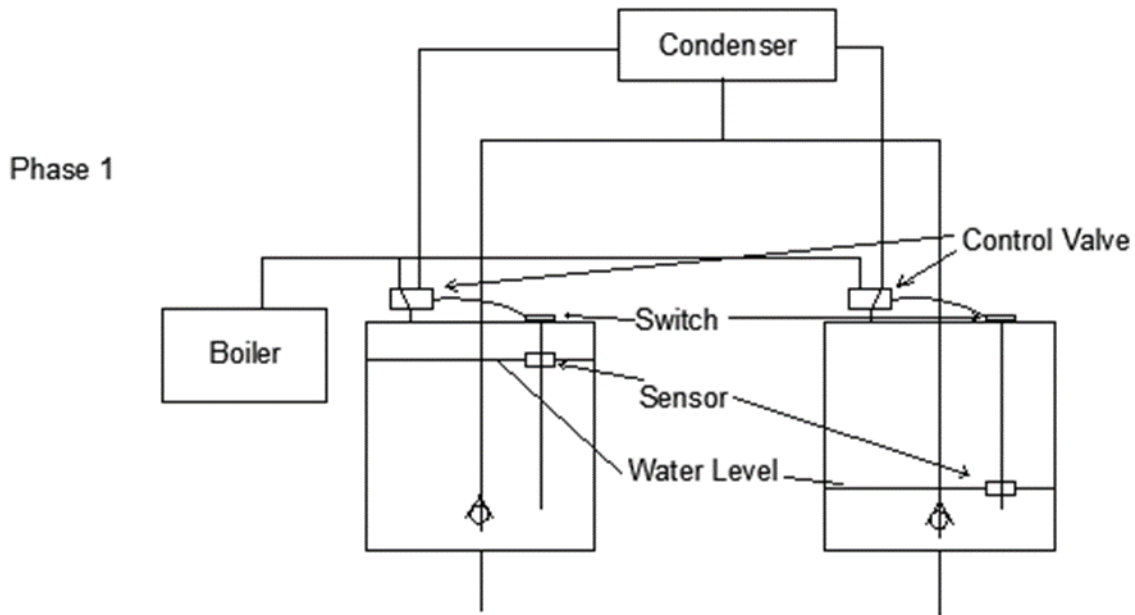 Condenser
Phase 1
Control Valve
Switch
Boiler
Sensor
Water Level